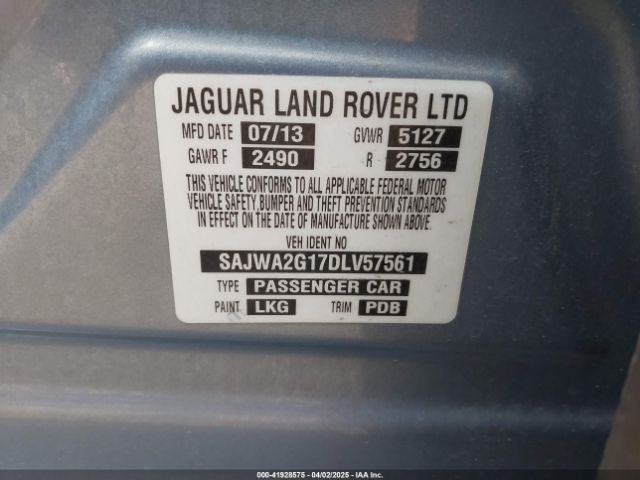 JAGUAR LAND ROVER LTD
MFD DATE 07/13 GVWR 5127
GAWR F 2490 R 2756
THIS VEHICLE CONFORMS TO ALL APPLICABLE FEDERAL MOTOR
VEHICLE SAFETY, BUMPER AND THEFT PREVENTION STANDARDS
IN EFFECT ON THE DATE OF MANUFACTURE SHOWN ABOVE.
VEH IDENT NO
SAJWA2G17DLV57561
TYPE PASSENGER CAR
PAINT LKG TRIM PDB
000-41928575 - 04/02/2025 - IAA Inc.